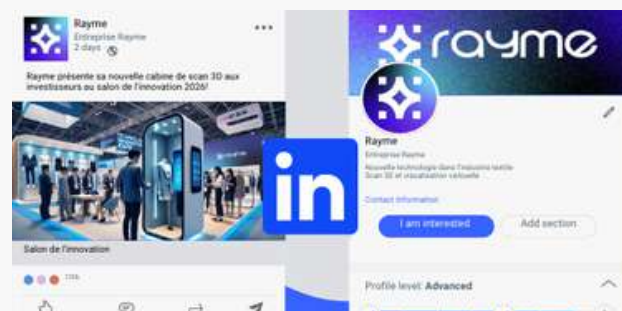 Rayme
Entreprise Rayme
2 days
Rayme présente sa nouvelle cabine de scan 3D aux
investisseurs au salon de l'innovation 2026!
Salon de l'innovation
in
rayme
Rayme
Entreprise Rayme
Nouvelle technologie dans l'industrie textile
Scan 3D et visualisation virtuelle
Contact Information
I am interested
Add section
Profile level: Advanced